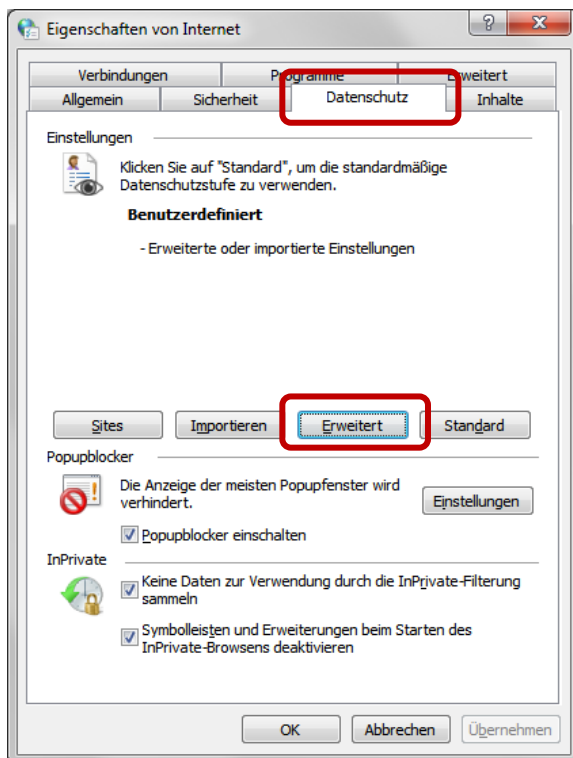 Eigenschaften von Internet
Verbindungen Programme Erweitert
Allgemein Sicherheit Datenschutz Inhalte
Einstellungen
Klicken Sie auf "Standard", um die standardmäßige
Datenschutzstufe zu verwenden.
Benutzerdefiniert
- Erweiterte oder importierte Einstellungen
Sites Importieren Erweitert Standard
Popupblocker
Die Anzeige der meisten Popupfenster wird
verhindert.
Einstellungen
Popupblocker einschalten
InPrivate
Keine Daten zur Verwendung durch die InPrivate-Filterung
sammeln
Symbolleisten und Erweiterungen beim Starten des
InPrivate-Browsens deaktivieren
OK Abbrechen Übernehmen